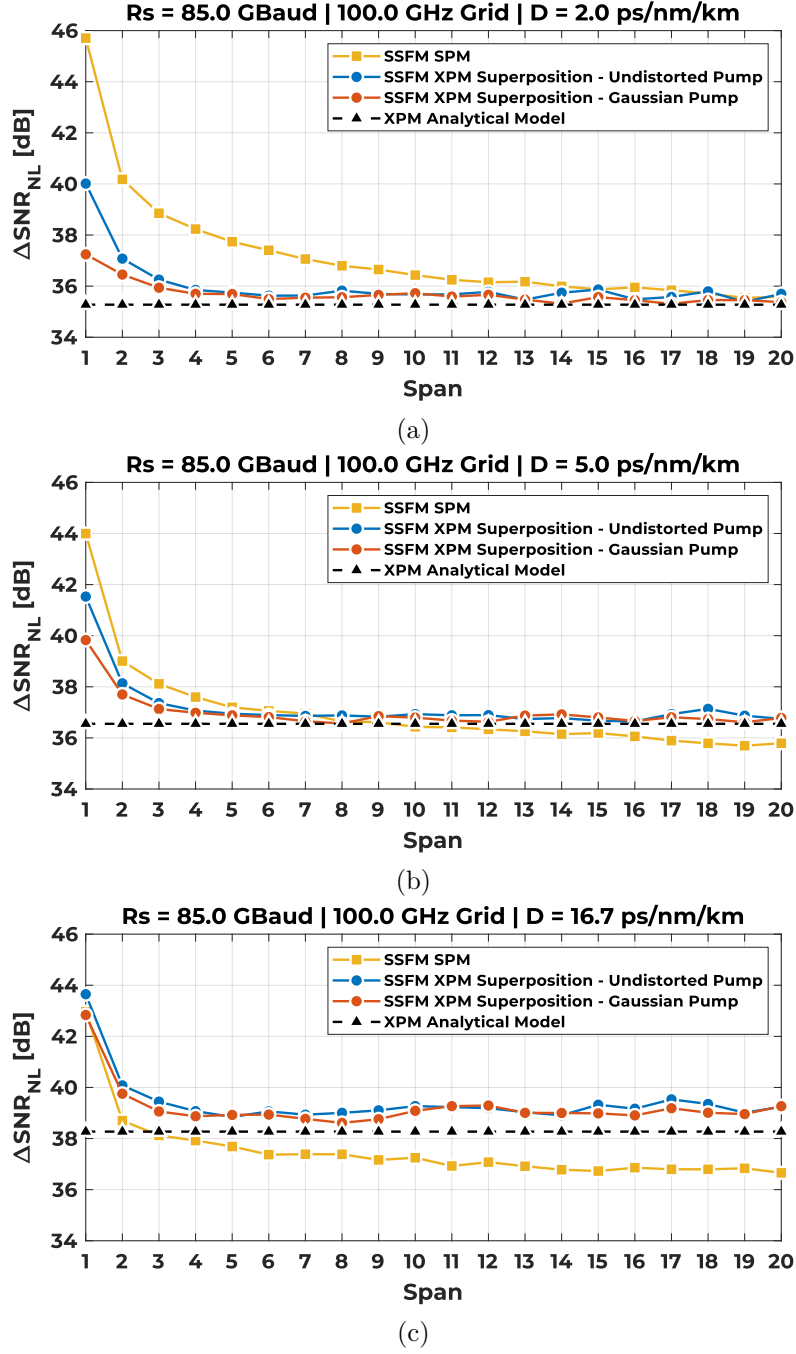 Rs = 85.0 GBaud | 100.0 GHz Grid | D = 2.0 ps/nm/km
46
44
42
40
38
36
34
ΔSNR_NL [dB]
SSFM SPM
SSFM XPM Superposition - Undistorted Pump
SSFM XPM Superposition - Gaussian Pump
XPM Analytical Model
1 2 3 4 5 6 7 8 9 10 11 12 13 14 15 16 17 18 19 20
Span
(a)
Rs = 85.0 GBaud | 100.0 GHz Grid | D = 5.0 ps/nm/km
46
44
42
40
38
36
34
ΔSNR_NL [dB]
SSFM SPM
SSFM XPM Superposition - Undistorted Pump
SSFM XPM Superposition - Gaussian Pump
XPM Analytical Model
1 2 3 4 5 6 7 8 9 10 11 12 13 14 15 16 17 18 19 20
Span
(b)
Rs = 85.0 GBaud | 100.0 GHz Grid | D = 16.7 ps/nm/km
46
44
42
40
38
36
34
ΔSNR_NL [dB]
SSFM SPM
SSFM XPM Superposition - Undistorted Pump
SSFM XPM Superposition - Gaussian Pump
XPM Analytical Model
1 2 3 4 5 6 7 8 9 10 11 12 13 14 15 16 17 18 19 20
Span
(c)